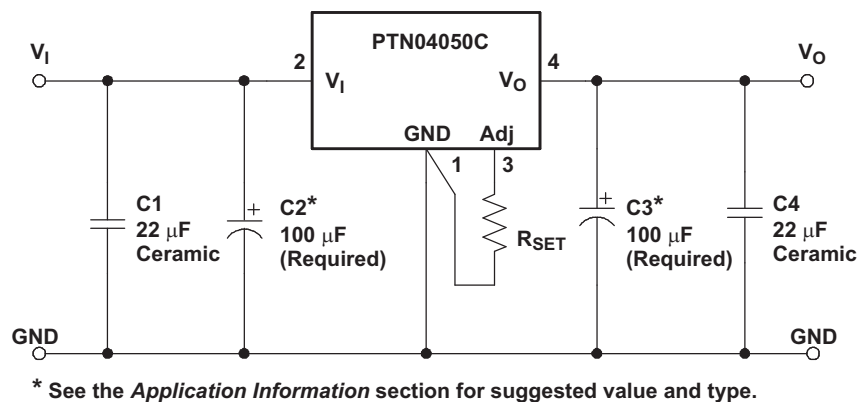 PTN04050C
V_I
2
V_I
V_O
4
V_O
GND
Adj
1
3
C1
22 μF
Ceramic
+
C2*
100 μF
(Required)
R_SET
+
C3*
100 μF
(Required)
C4
22 μF
Ceramic
GND
GND
* See the Application Information section for suggested value and type.